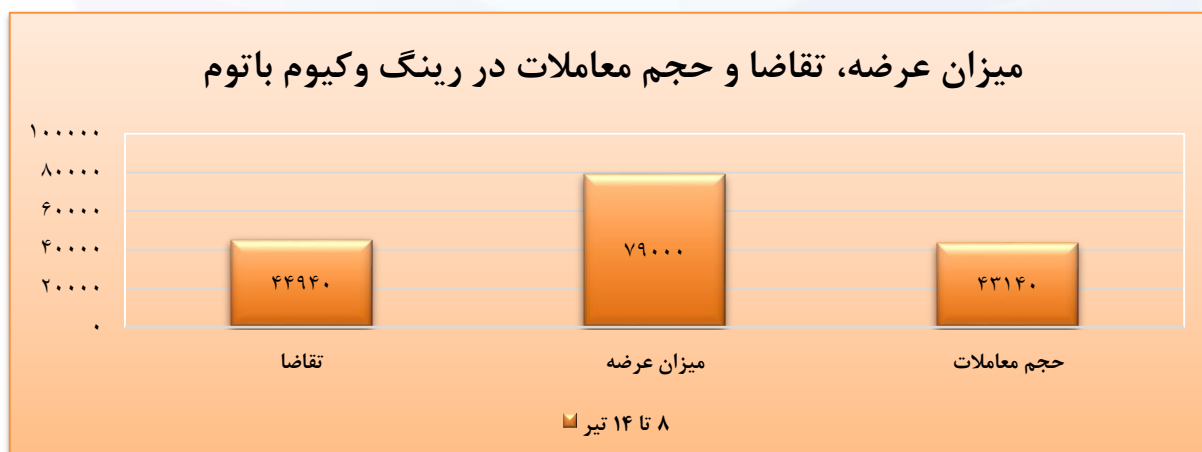 میزان عرضه، تقاضا و حجم معاملات در رینگ وکیوم باتوم
۱۰۰۰۰۰
۸۰۰۰۰
۶۰۰۰۰
۴۰۰۰۰
۲۰۰۰۰
۰
۴۴۹۴۰
۷۹۰۰۰
۴۳۱۴۰
تقاضا
میزان عرضه
حجم معاملات
۸ تا ۱۴ تیر